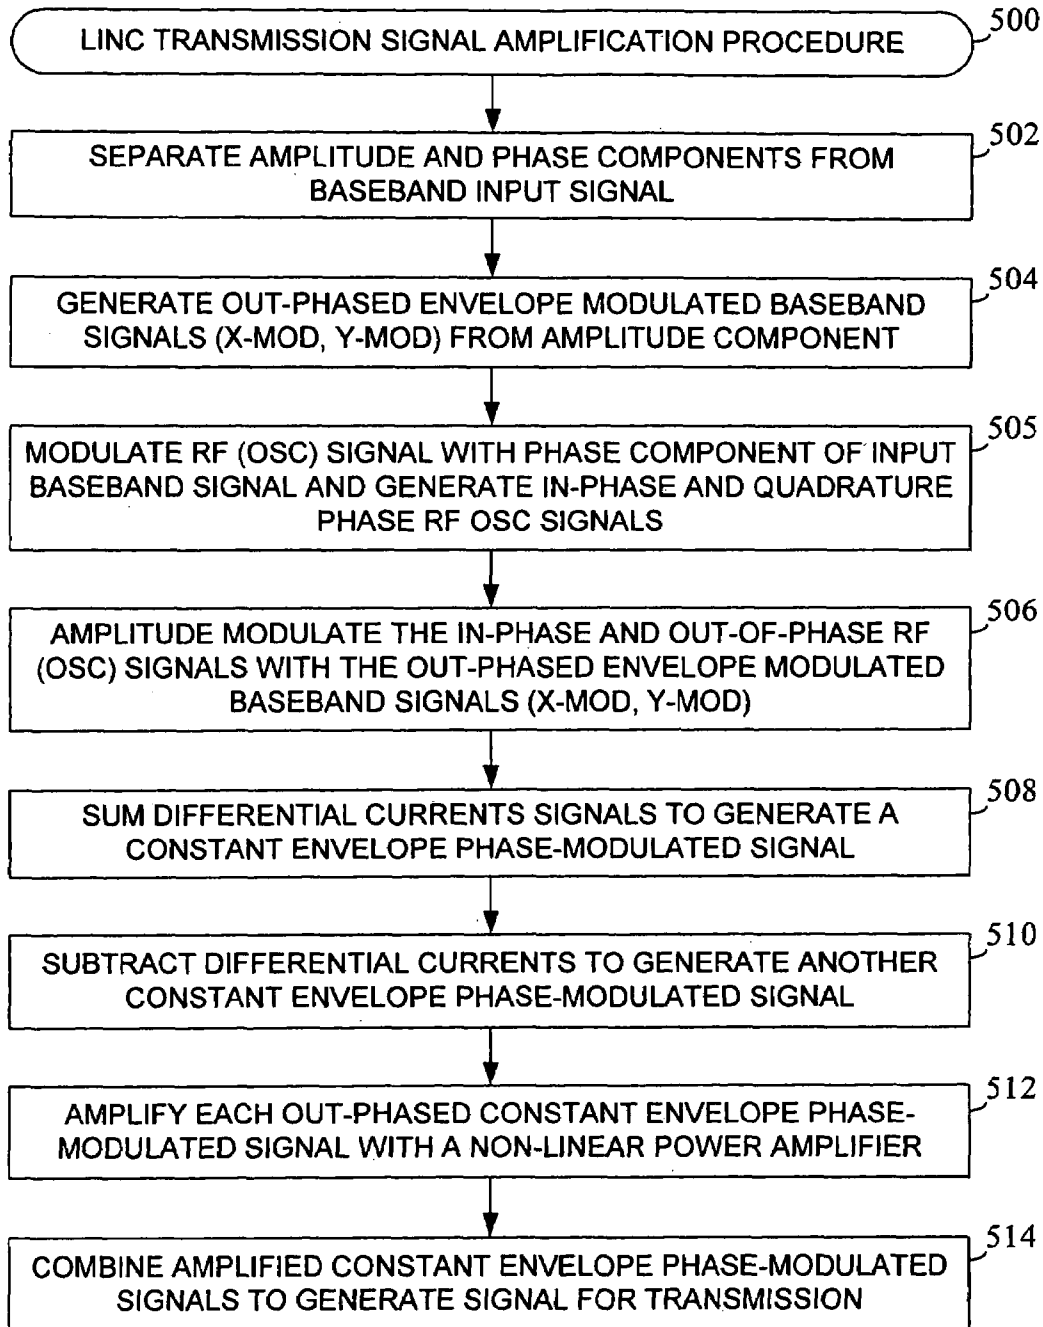 500
LINC TRANSMISSION SIGNAL AMPLIFICATION PROCEDURE
502
SEPARATE AMPLITUDE AND PHASE COMPONENTS FROM
BASEBAND INPUT SIGNAL
504
GENERATE OUT-PHASED ENVELOPE MODULATED BASEBAND
SIGNALS (X-MOD, Y-MOD) FROM AMPLITUDE COMPONENT
505
MODULATE RF (OSC) SIGNAL WITH PHASE COMPONENT OF INPUT
BASEBAND SIGNAL AND GENERATE IN-PHASE AND QUADRATURE
PHASE RF OSC SIGNALS
506
AMPLITUDE MODULATE THE IN-PHASE AND OUT-OF-PHASE RF
(OSC) SIGNALS WITH THE OUT-PHASED ENVELOPE MODULATED
BASEBAND SIGNALS (X-MOD, Y-MOD)
508
SUM DIFFERENTIAL CURRENTS SIGNALS TO GENERATE A
CONSTANT ENVELOPE PHASE-MODULATED SIGNAL
510
SUBTRACT DIFFERENTIAL CURRENTS TO GENERATE ANOTHER
CONSTANT ENVELOPE PHASE-MODULATED SIGNAL
512
AMPLIFY EACH OUT-PHASED CONSTANT ENVELOPE PHASE-
MODULATED SIGNAL WITH A NON-LINEAR POWER AMPLIFIER
514
COMBINE AMPLIFIED CONSTANT ENVELOPE PHASE-MODULATED
SIGNALS TO GENERATE SIGNAL FOR TRANSMISSION